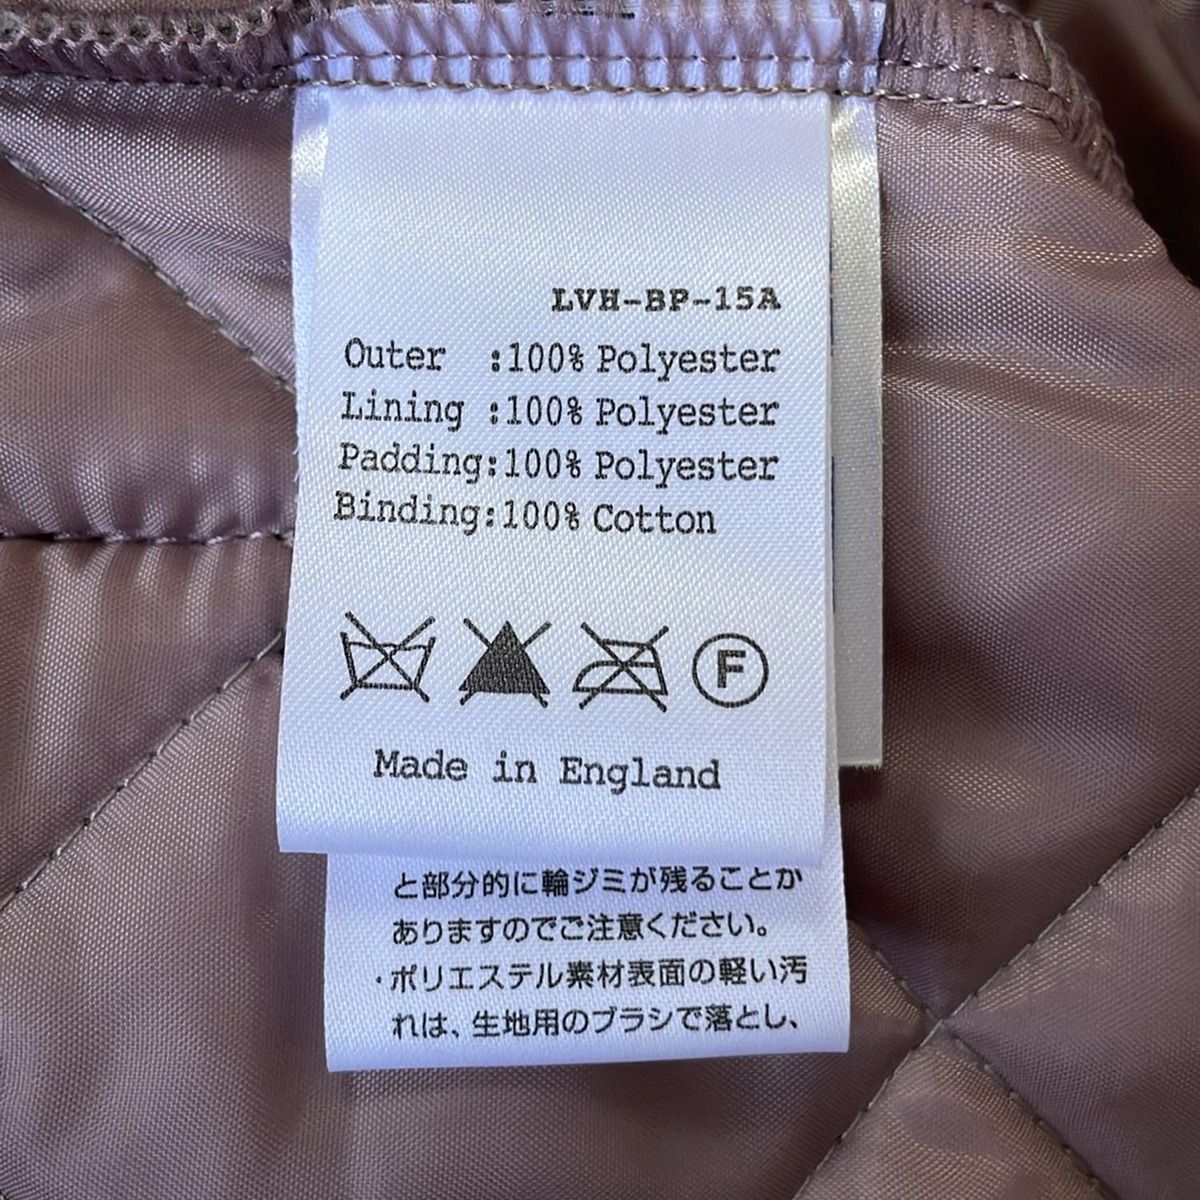 LVH-BP-15A
Outer :100% Polyester
Lining :100% Polyester
Padding:100% Polyester
Binding:100% Cotton
F
Made in England
と部分的に輪ジミが残ることか
ありますのでご注意ください。
・ポリエステル素材表面の軽い汚
れは、生地用のブラシで落とし、